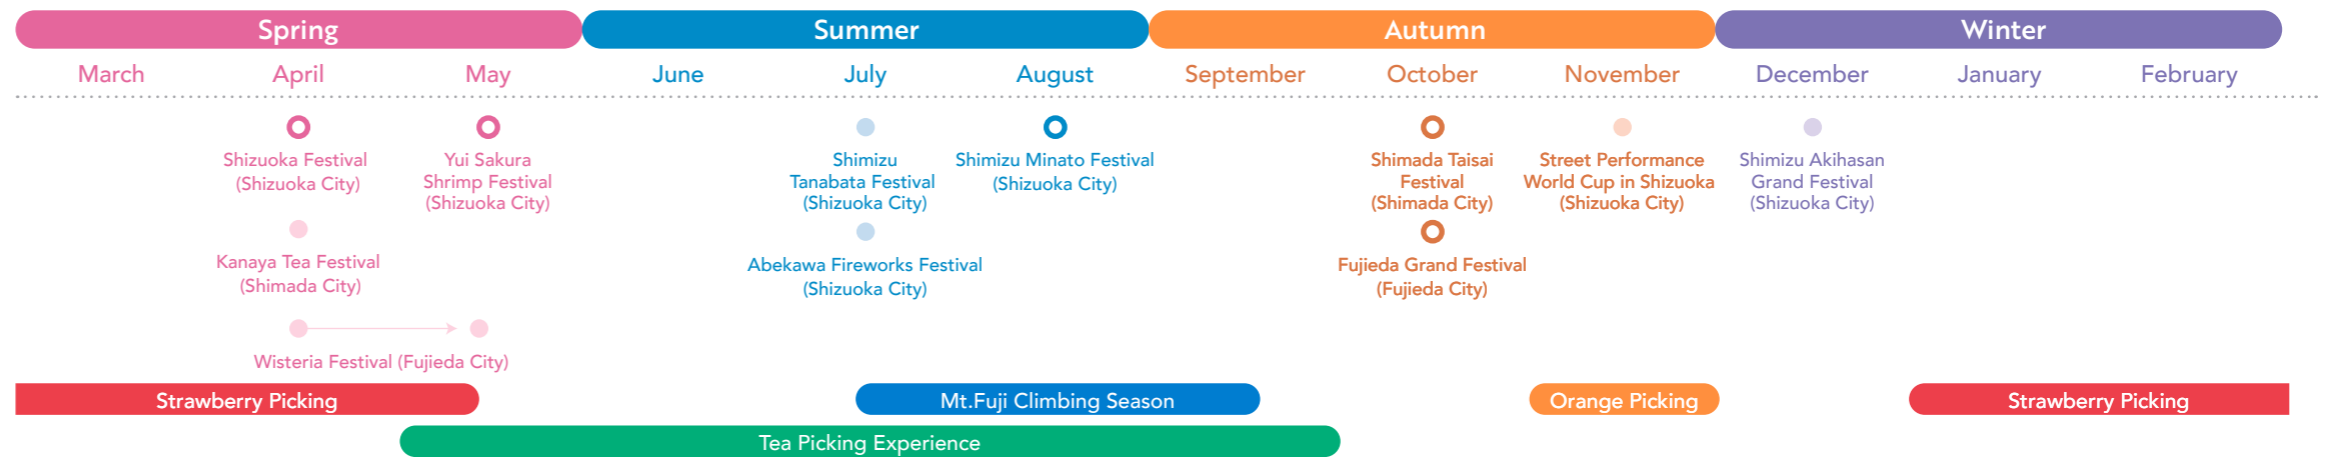 Spring
Summer
Autumn
Winter
March
April
May
June
July
August
September
October
November
December
January
February
Shizuoka Festival
(Shizuoka City)
Yui Sakura
Shrimp Festival
(Shizuoka City)
Shimizu
Tanabata Festival
(Shizuoka City)
Shimizu Minato Festival
(Shizuoka City)
Shimada Taisai
Festival
(Shimada City)
Street Performance
World Cup in Shizuoka
(Shizuoka City)
Shimizu Akihasan
Grand Festival
(Shizuoka City)
Kanaya Tea Festival
(Shimada City)
Abekawa Fireworks Festival
(Shizuoka City)
Fujieda Grand Festival
(Fujieda City)
Wisteria Festival (Fujieda City)
Strawberry Picking
Mt.Fuji Climbing Season
Orange Picking
Strawberry Picking
Tea Picking Experience